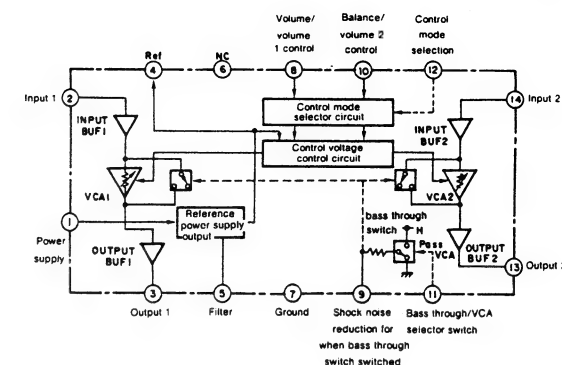 Volume/
volume
1 control
Balance/
volume 2
control
Control
mode
selection
Ref
NC
4
6
8
10
12
Input 1
2
14
Input 2
INPUT
BUF1
Control mode
selector circuit
INPUT
BUF2
Control voltage
control circuit
VCA1
VCA2
1
Power
supply
Reference
power supply
output
bass through
switch
H
Pass
VCA
OUTPUT
BUF1
OUTPUT
BUF2
13
Output 2
3
5
7
9
11
Output 1
Filter
Ground
Shock noise
reduction for
when bass through
switch switched
Bass through/VCA
selector switch